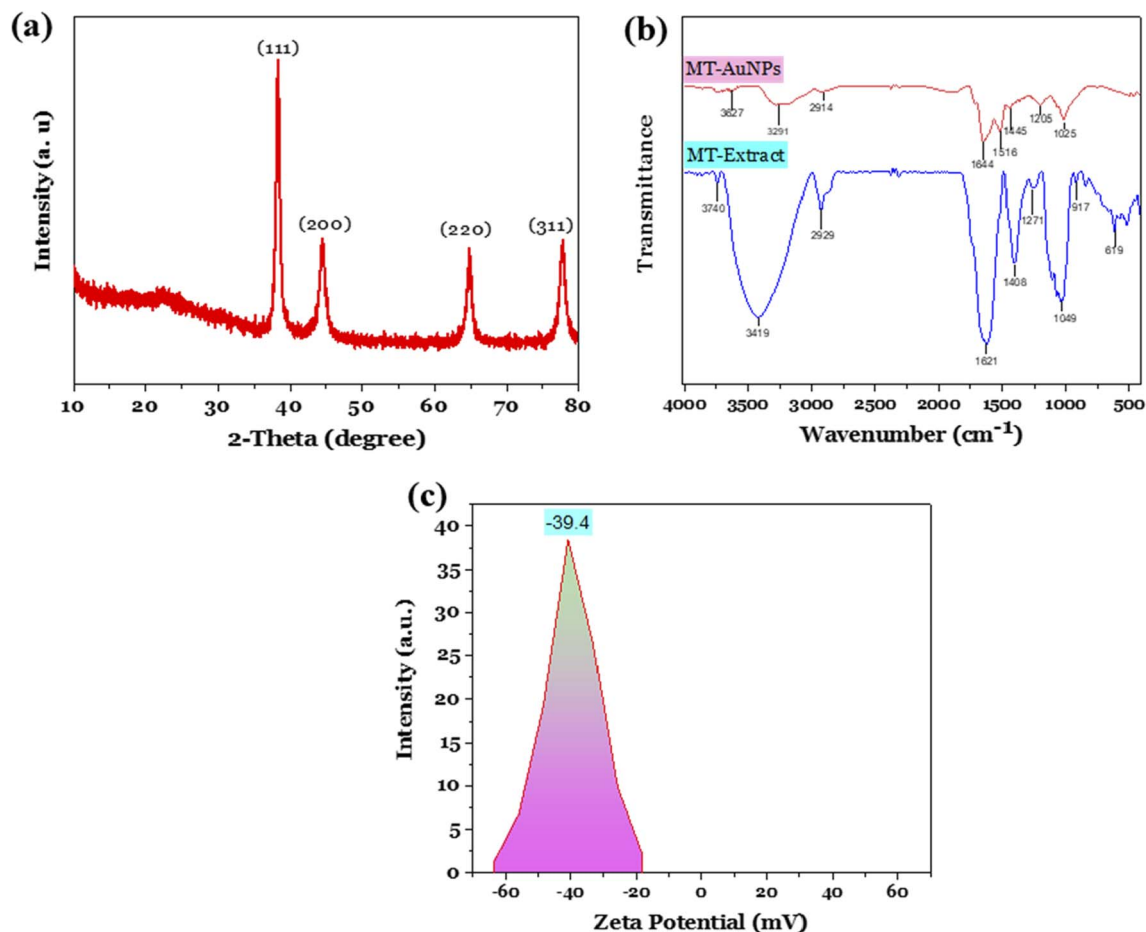 (a)
(111)
(200)
(220)
(311)
Intensity (a. u)
10 20 30 40 50 60 70 80
2-Theta (degree)
(b)
MT-AuNPs
3627
3291
2914
1644
1516
1445
1205
1025
MT-Extract
3740
3419
2929
1621
1408
1271
1049
917
619
Transmittance
4000 3500 3000 2500 2000 1500 1000 500
Wavenumber (cm⁻¹)
(c)
-39.4
40
35
30
25
20
15
10
5
0
Intensity (a.u.)
-60 -40 -20 0 20 40 60
Zeta Potential (mV)